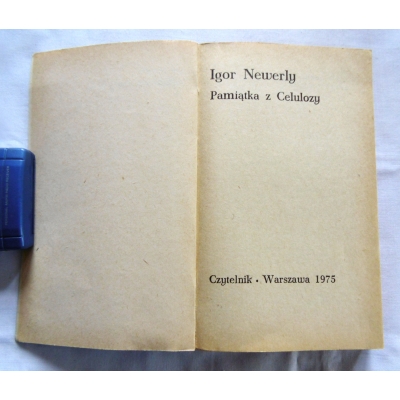 Igor Newerly
Pamiątka z Celulozy
Czytelnik • Warszawa 1975